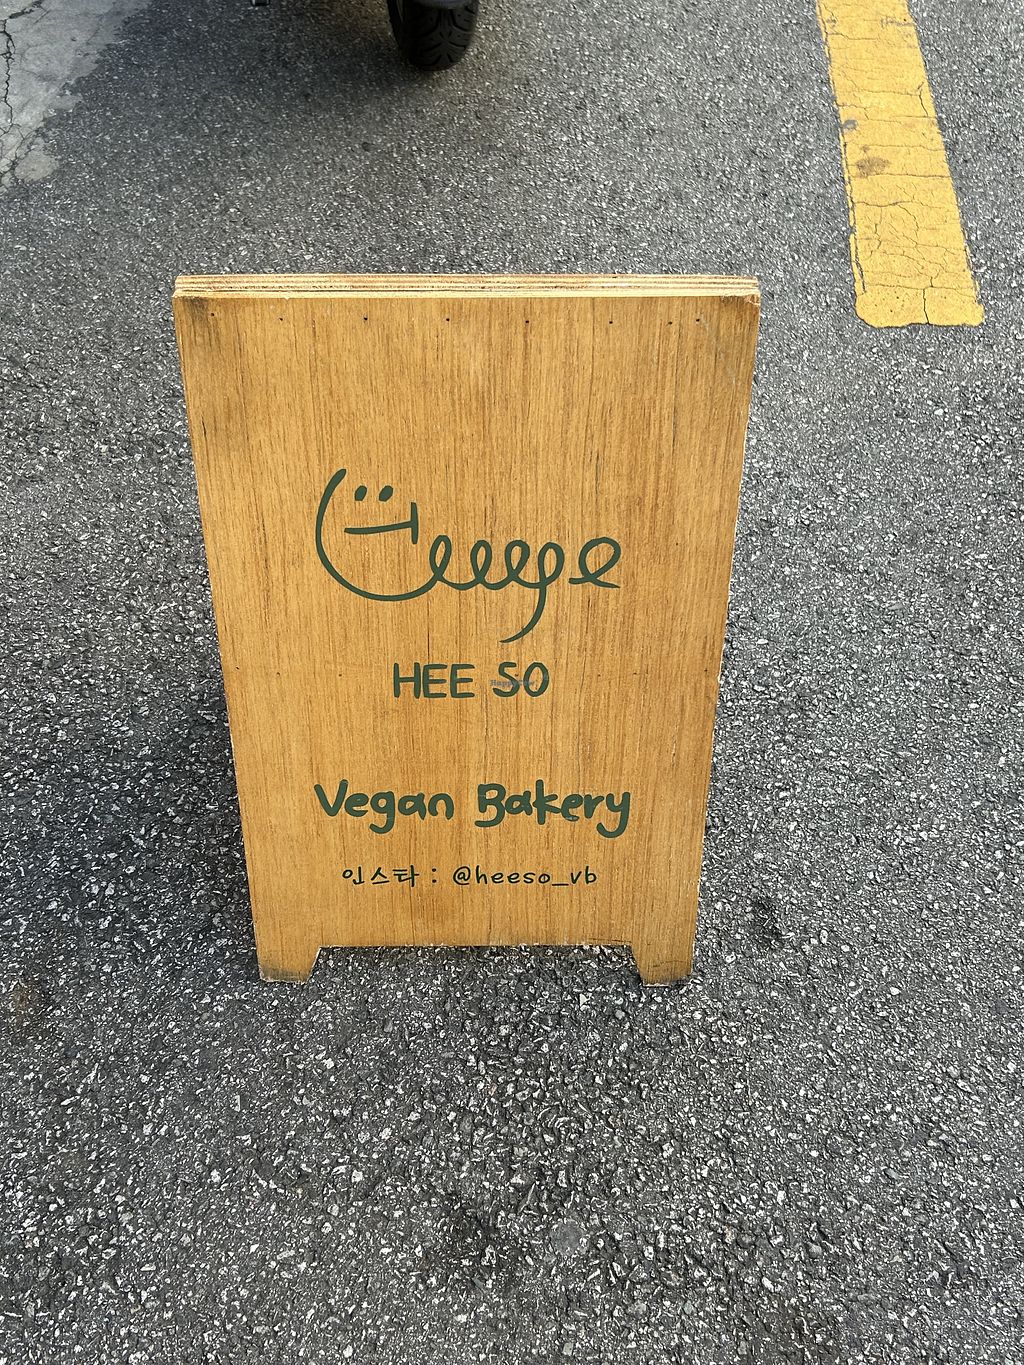 HEE SO
Vegan Bakery
인스타 : @heeso_vb